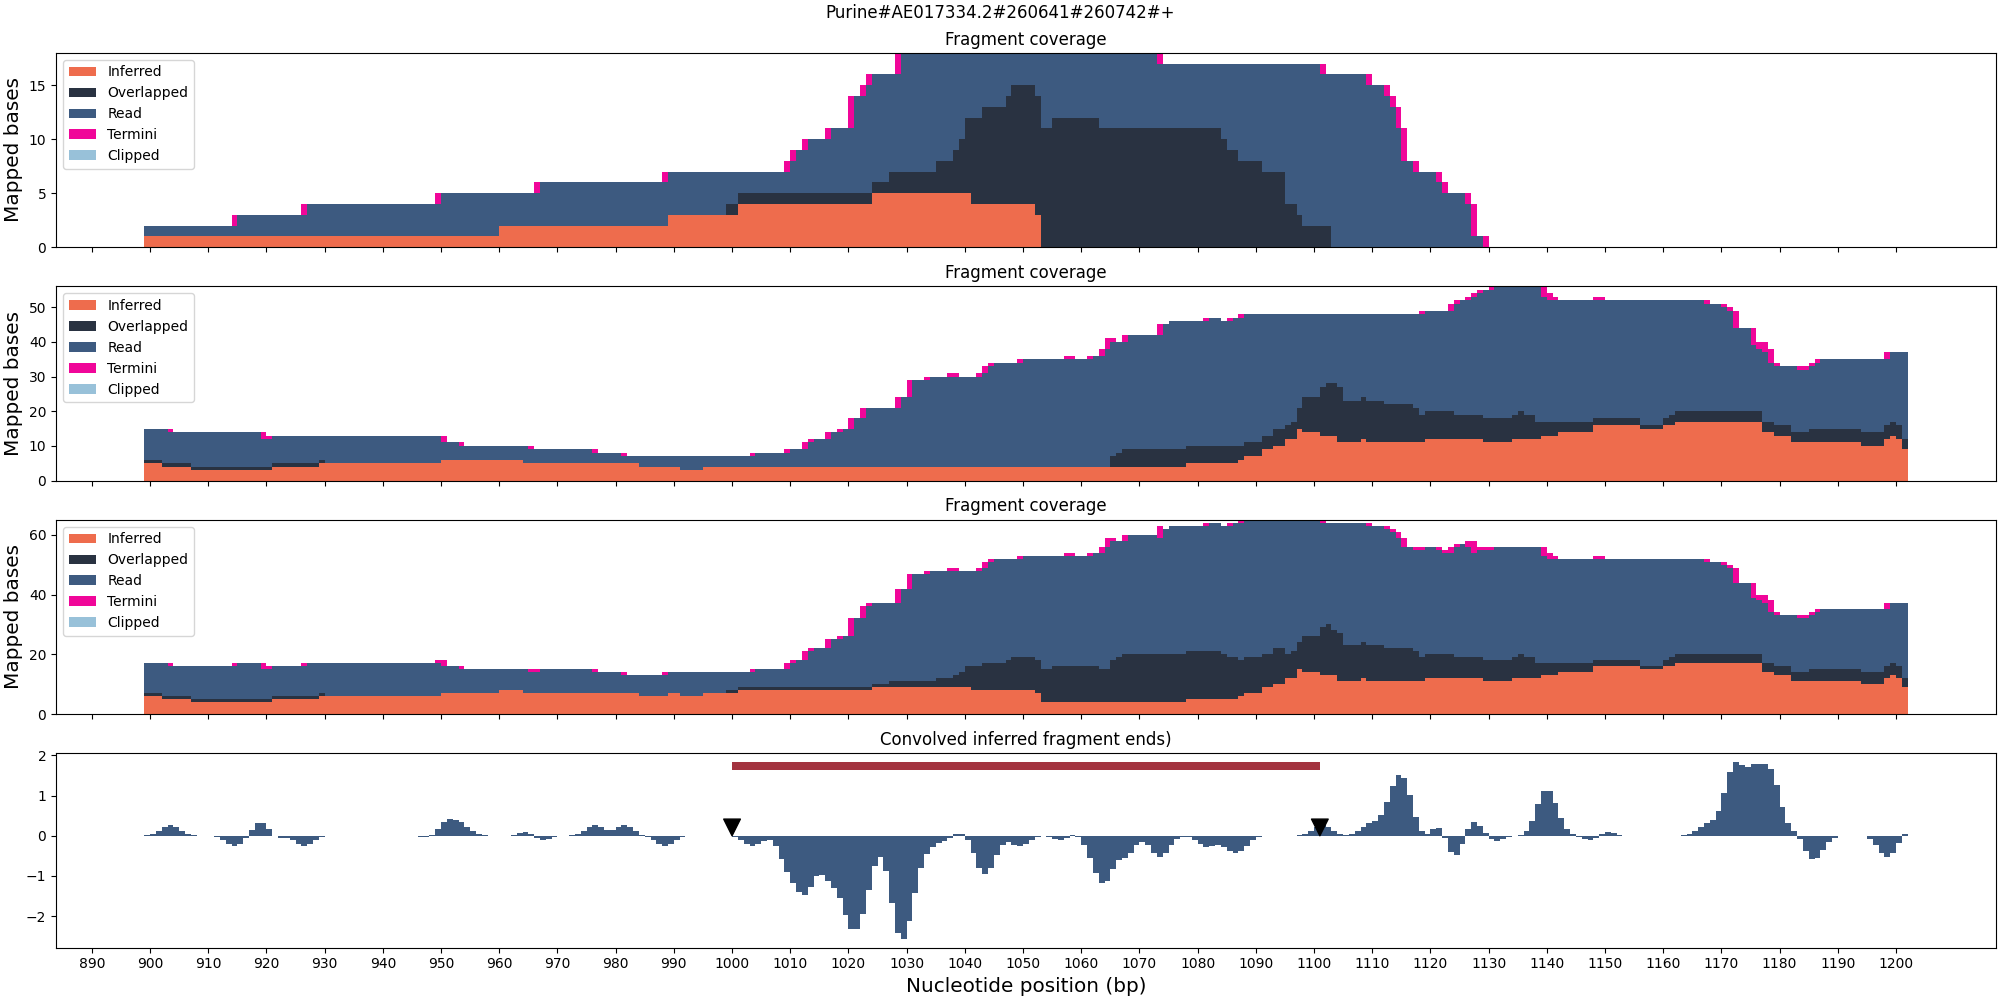 Purine#AE017334.2#260641#260742#+
Fragment coverage
Mapped bases
15
10
5
0
Inferred
Overlapped
Read
Termini
Clipped
Fragment coverage
Mapped bases
50
40
30
20
10
0
Inferred
Overlapped
Read
Termini
Clipped
Fragment coverage
Mapped bases
60
40
20
0
Inferred
Overlapped
Read
Termini
Clipped
Convolved inferred fragment ends)
2
1
0
−1
−2
890 900 910 920 930 940 950 960 970 980 990 1000 1010 1020 1030 1040 1050 1060 1070 1080 1090 1100 1110 1120 1130 1140 1150 1160 1170 1180 1190 1200
Nucleotide position (bp)